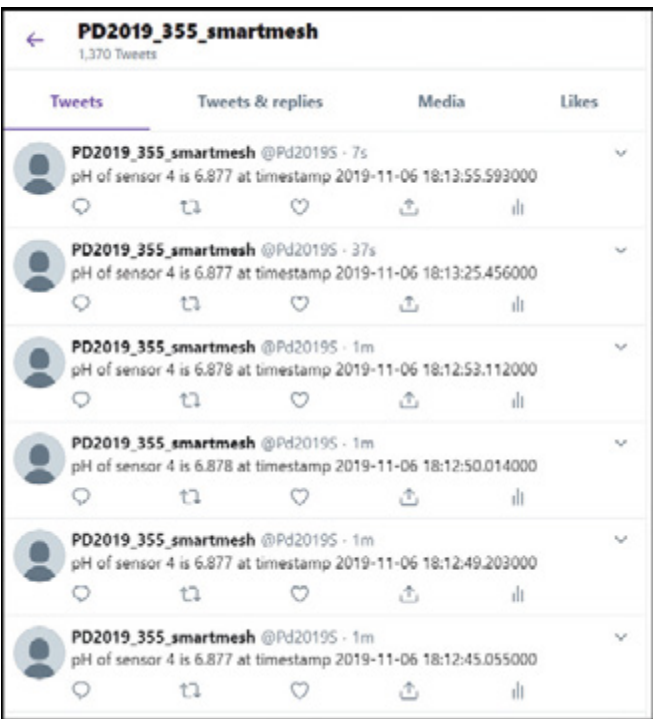 PD2019_355_smartmesh
1,370 Tweets
Tweets Tweets & replies Media Likes
PD2019_355_smartmesh @Pd2019S · 7s
pH of sensor 4 is 6.877 at timestamp 2019-11-06 18:13:55.593000
PD2019_355_smartmesh @Pd2019S · 37s
pH of sensor 4 is 6.877 at timestamp 2019-11-06 18:13:25.456000
PD2019_355_smartmesh @Pd2019S · 1m
pH of sensor 4 is 6.878 at timestamp 2019-11-06 18:12:53.112000
PD2019_355_smartmesh @Pd2019S · 1m
pH of sensor 4 is 6.878 at timestamp 2019-11-06 18:12:50.014000
PD2019_355_smartmesh @Pd2019S · 1m
pH of sensor 4 is 6.877 at timestamp 2019-11-06 18:12:49.203000
PD2019_355_smartmesh @Pd2019S · 1m
pH of sensor 4 is 6.877 at timestamp 2019-11-06 18:12:45.055000